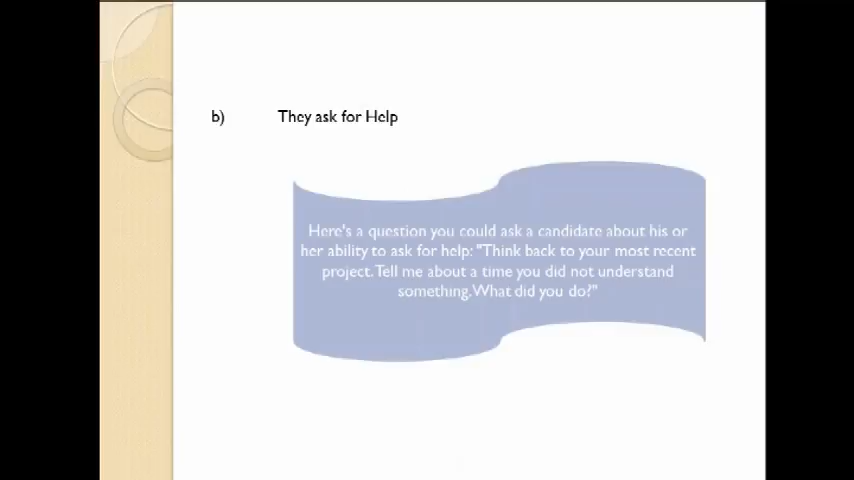 b) They ask for Help
Here's a question you could ask a candidate about his or
her ability to ask for help: "Think back to your most recent
project. Tell me about a time you did not understand
something. What did you do?"